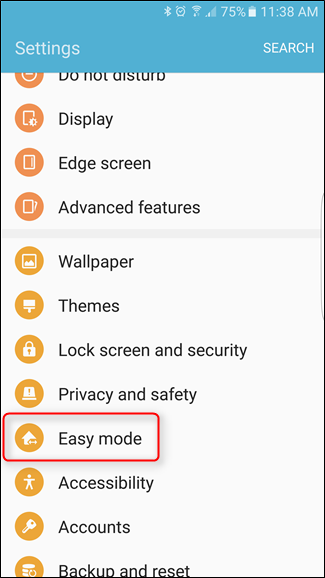 75% 11:38 AM
Settings SEARCH
Do not disturb
Display
Edge screen
Advanced features
Wallpaper
Themes
Lock screen and security
Privacy and safety
Easy mode
Accessibility
Accounts
Backup and reset